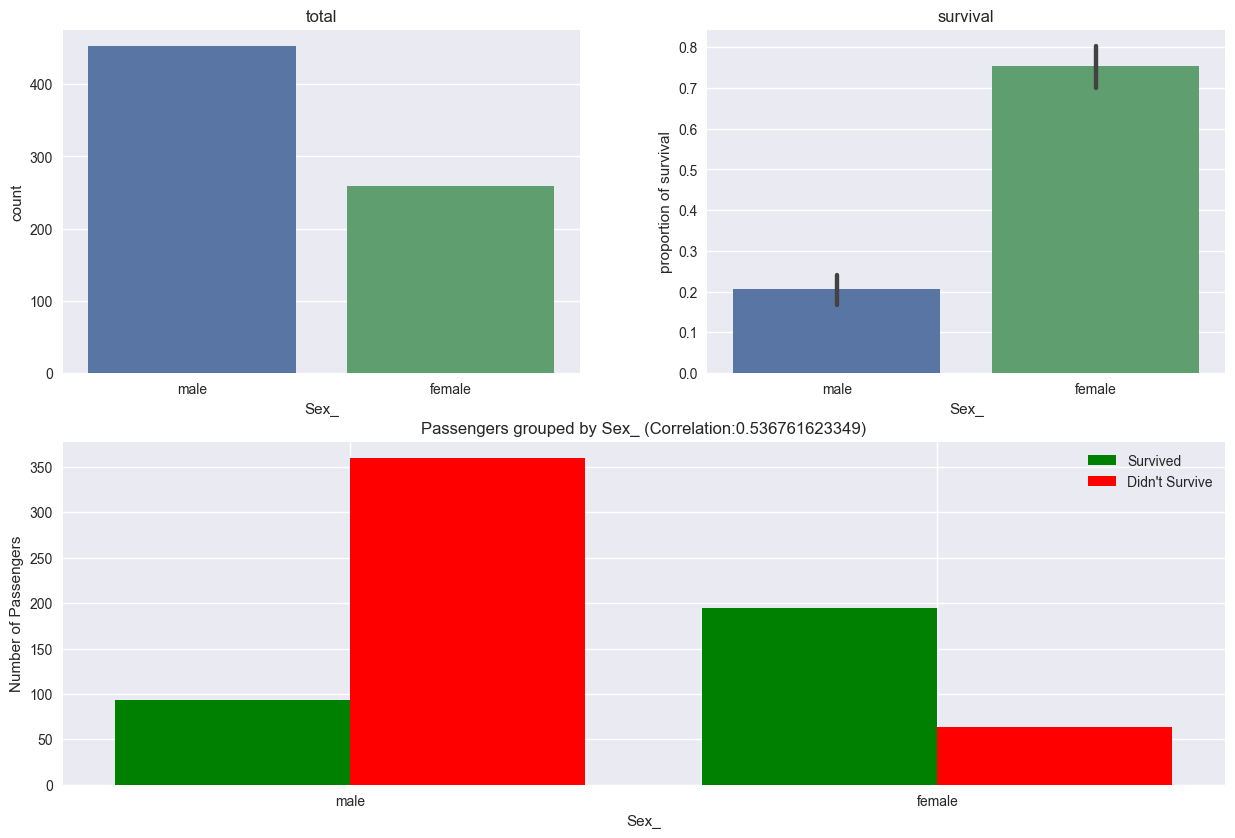 total
400
300
200
100
0
count
male
female
Sex_
survival
0.8
0.7
0.6
0.5
0.4
0.3
0.2
0.1
0.0
proportion of survival
male
female
Sex_
Passengers grouped by Sex_ (Correlation:0.536761623349)
350
300
250
200
150
100
50
0
Number of Passengers
Survived
Didn't Survive
male
female
Sex_